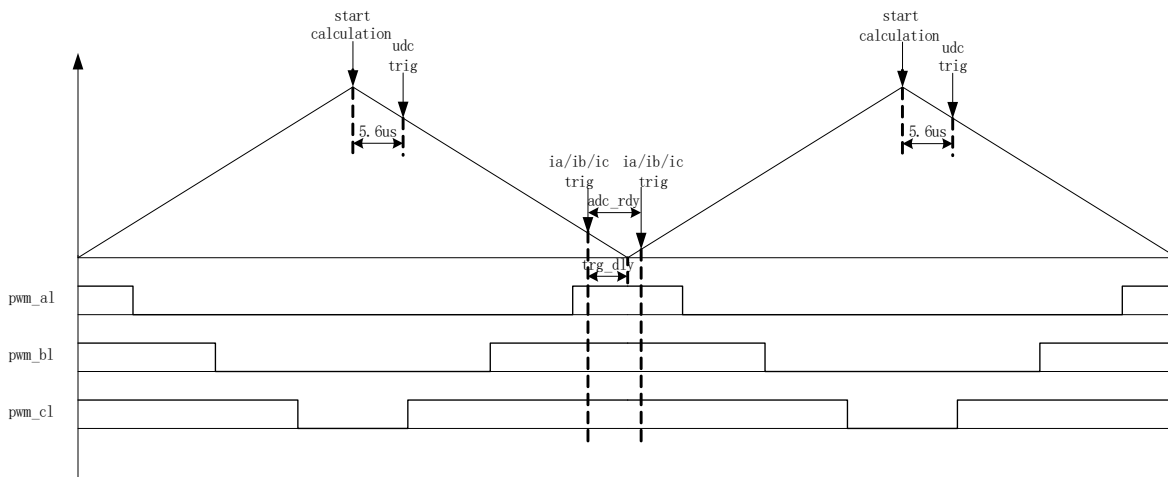 start
calculation
udc
trig
5.6us
ia/ib/ic
trig
ia/ib/ic
trig
adc_rdy
trg_dly
start
calculation
udc
trig
5.6us
pwm_al
pwm_bl
pwm_cl